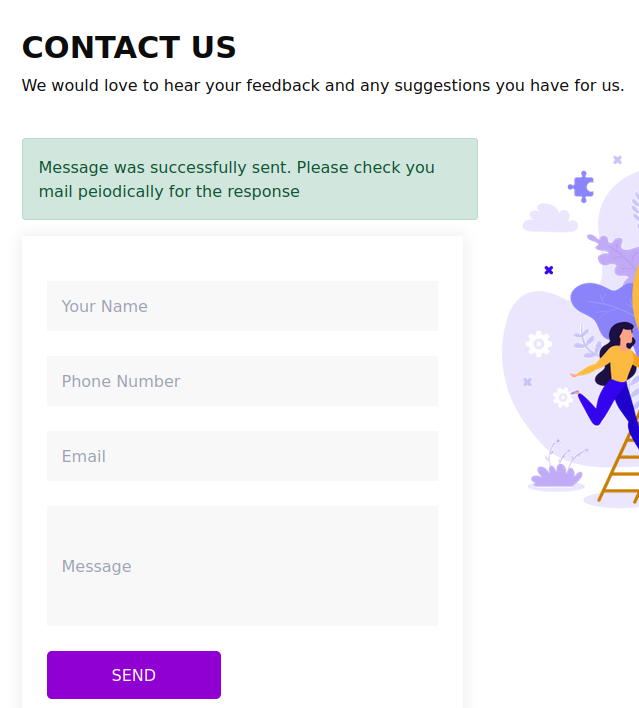 CONTACT US
We would love to hear your feedback and any suggestions you have for us.
Message was successfully sent. Please check you
mail peiodically for the response
Your Name
Phone Number
Email
Message
SEND